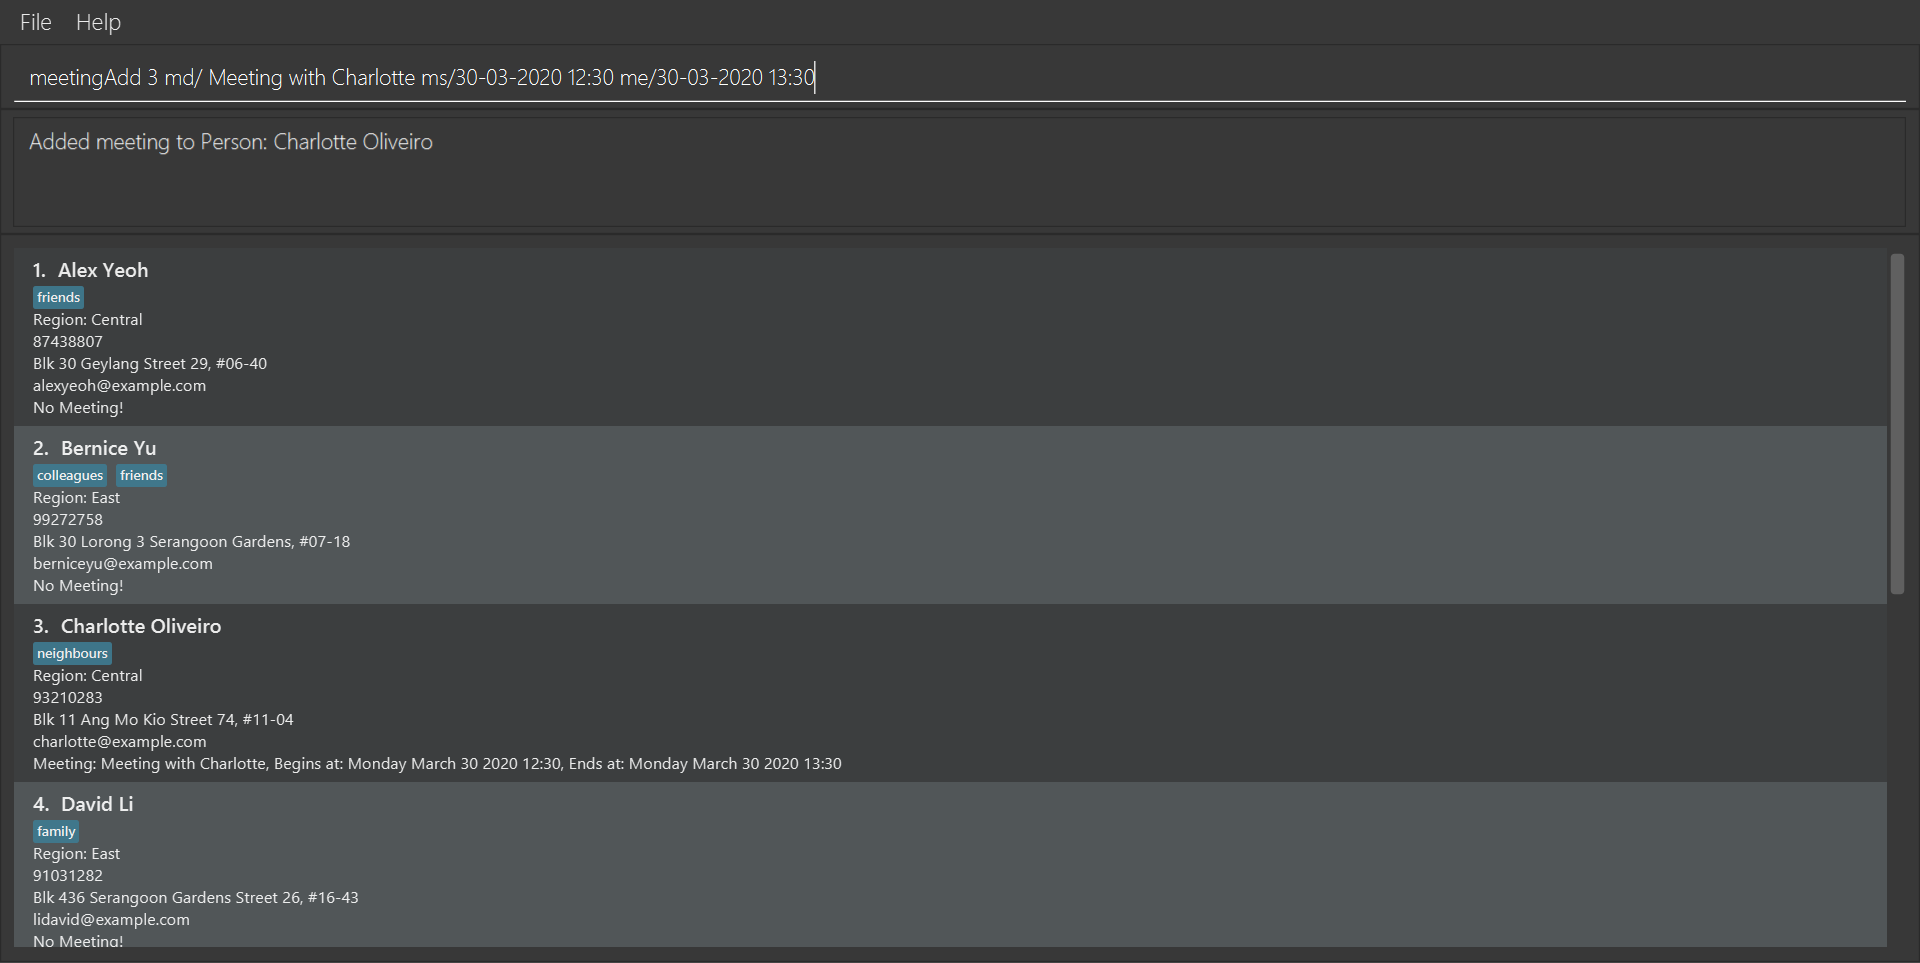 File Help
meetingAdd 3 md/ Meeting with Charlotte ms/30-03-2020 12:30 me/30-03-2020 13:30
Added meeting to Person: Charlotte Oliveiro
1. Alex Yeoh
friends
Region: Central
87438807
Blk 30 Geylang Street 29, #06-40
alexyeoh@example.com
No Meeting!
2. Bernice Yu
colleagues friends
Region: East
99272758
Blk 30 Lorong 3 Serangoon Gardens, #07-18
berniceyu@example.com
No Meeting!
3. Charlotte Oliveiro
neighbours
Region: Central
93210283
Blk 11 Ang Mo Kio Street 74, #11-04
charlotte@example.com
Meeting: Meeting with Charlotte, Begins at: Monday March 30 2020 12:30, Ends at: Monday March 30 2020 13:30
4. David Li
family
Region: East
91031282
Blk 436 Serangoon Gardens Street 26, #16-43
lidavid@example.com
No Meeting!